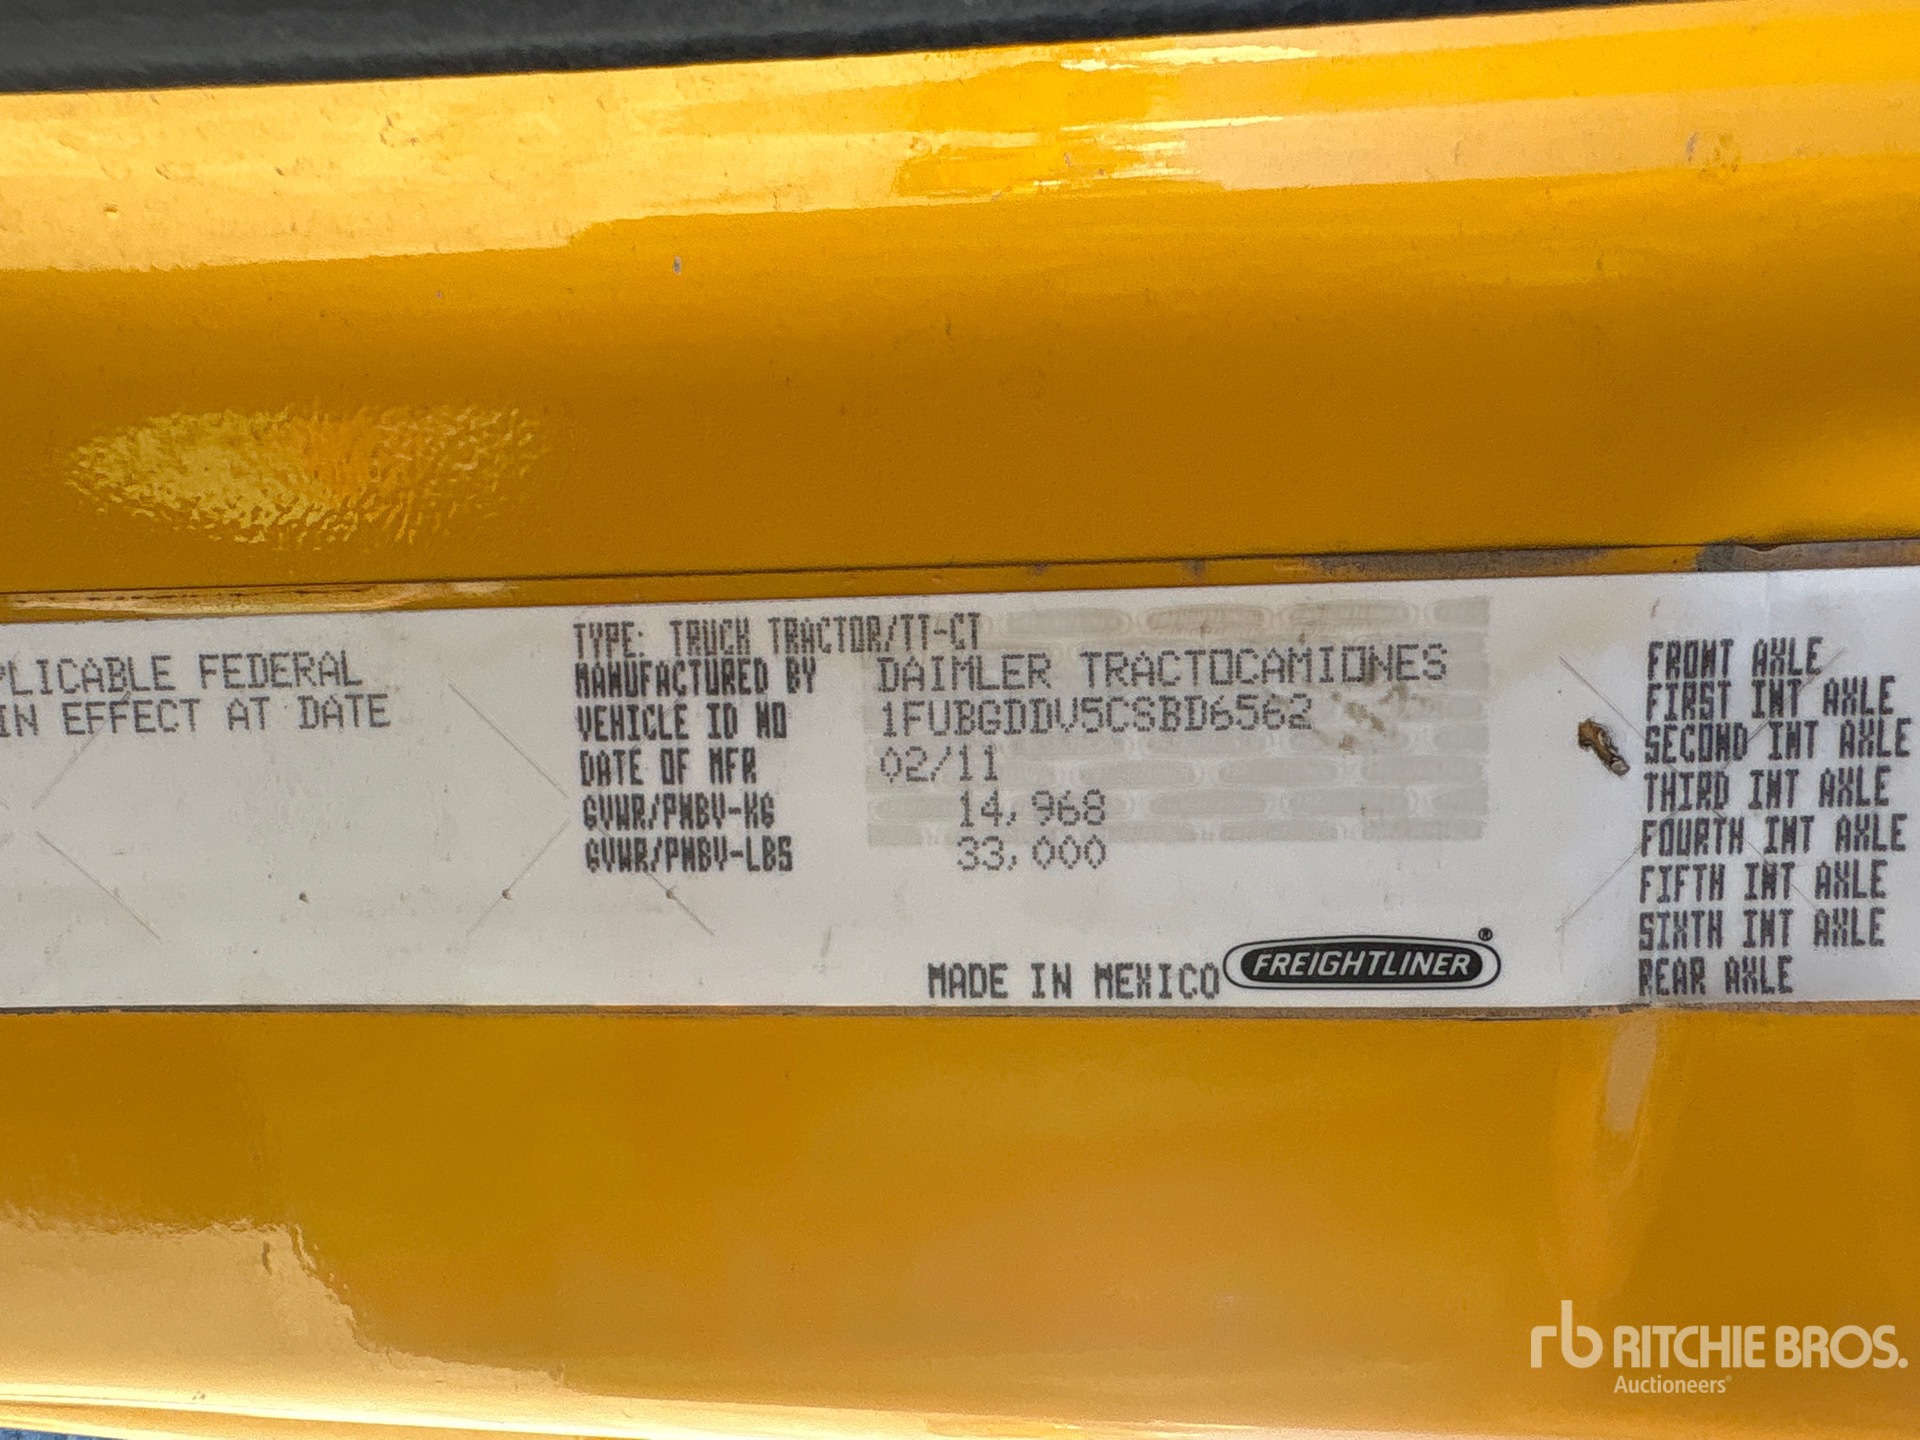 PLICABLE FEDERAL
IN EFFECT AT DATE
TYPE: TRUCK TRACTOR/TT-CT
MANUFACTURED BY DAIMLER TRACTOCAMIONES
VEHICLE ID NO 1FUBGDDV5CSBD6562
DATE OF MFR 02/11
GVWR/PNBV-KG 14,968
GVWR/PNBV-LBS 33,000
MADE IN MEXICO FREIGHTLINER®
FRONT AXLE
FIRST INT AXLE
SECOND INT AXLE
THIRD INT AXLE
FOURTH INT AXLE
FIFTH INT AXLE
SIXTH INT AXLE
REAR AXLE
rb RITCHIE BROS.
Auctioneers